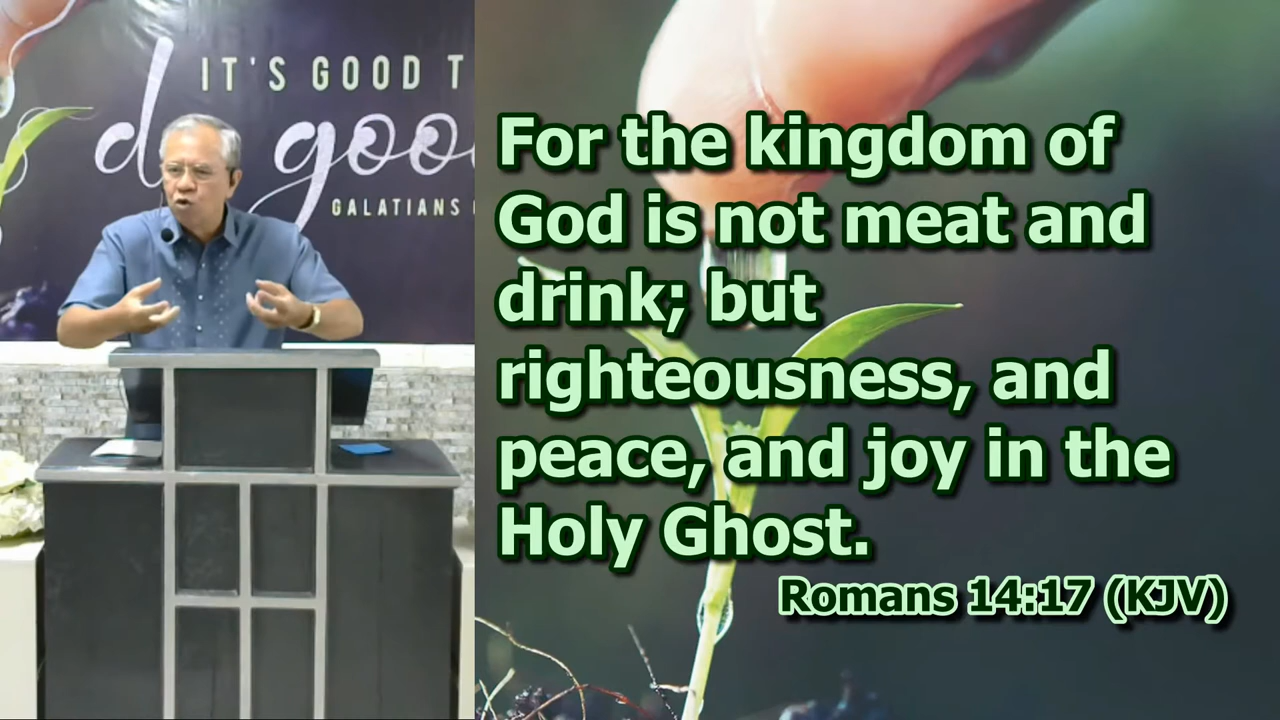 IT'S GOOD T
do goo
GALATIANS
For the kingdom of
God is not meat and
drink; but
righteousness, and
peace, and joy in the
Holy Ghost.
Romans 14:17 (KJV)